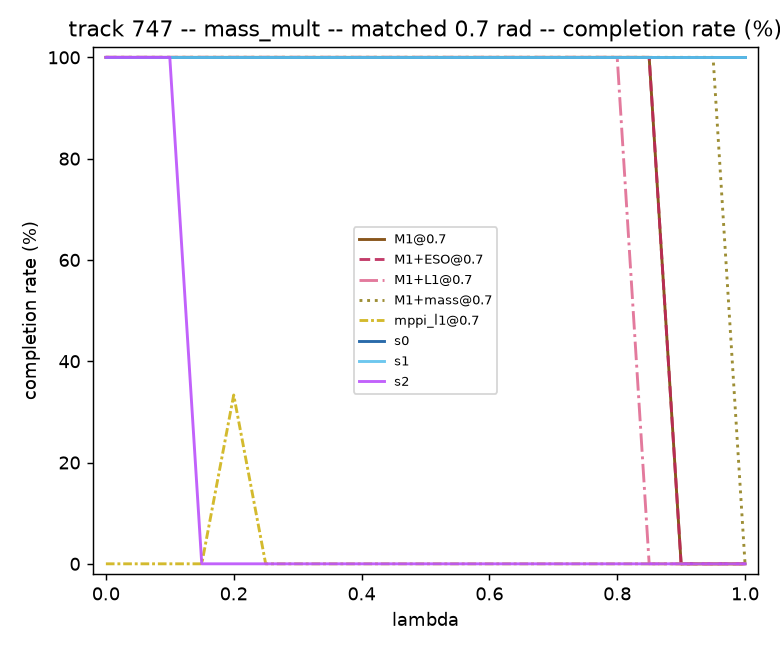 track 747 -- mass_mult -- matched 0.7 rad -- completion rate (%)
completion rate (%)
100
80
60
40
20
0
M1@0.7
M1+ESO@0.7
M1+L1@0.7
M1+mass@0.7
mppi_l1@0.7
s0
s1
s2
0.0 0.2 0.4 0.6 0.8 1.0
lambda